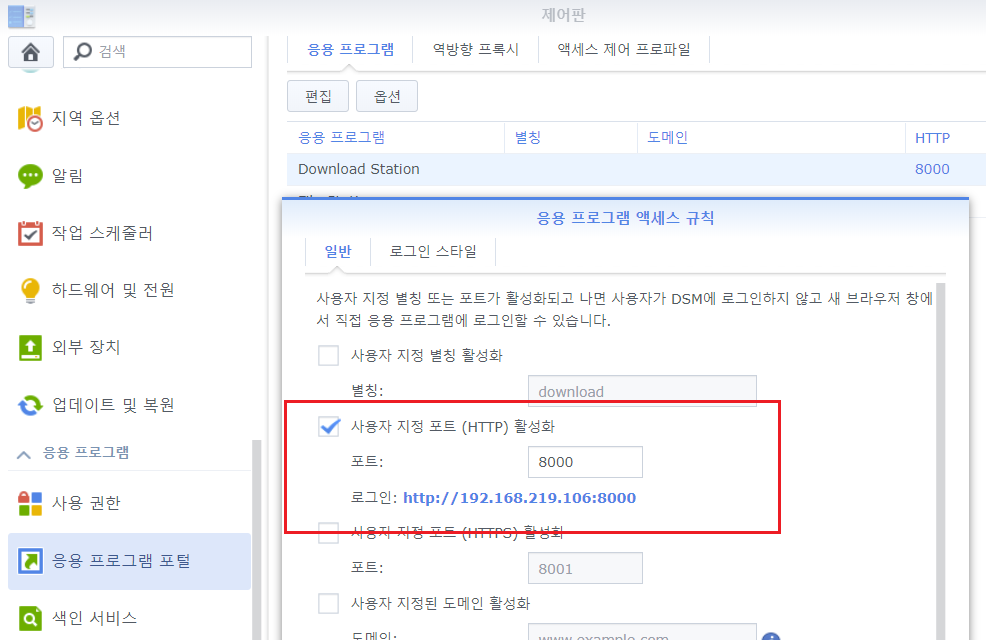 제어판
검색
지역 옵션
알림
작업 스케줄러
하드웨어 및 전원
외부 장치
업데이트 및 복원
응용 프로그램
사용 권한
응용 프로그램 포털
색인 서비스
응용 프로그램 역방향 프록시 액세스 제어 프로파일
편집 옵션
응용 프로그램 별칭 도메인 HTTP
Download Station 8000
응용 프로그램 액세스 규칙
일반 로그인 스타일
사용자 지정 별칭 또는 포트가 활성화되고 나면 사용자가 DSM에 로그인하지 않고 새 브라우저 창에
서 직접 응용 프로그램에 로그인할 수 있습니다.
사용자 지정 별칭 활성화
별칭: download
사용자 지정 포트 (HTTP) 활성화
포트: 8000
로그인: http://192.168.219.106:8000
사용자 지정 포트 (HTTPS) 활성화
포트: 8001
사용자 지정된 도메인 활성화
도메인: www.example.com